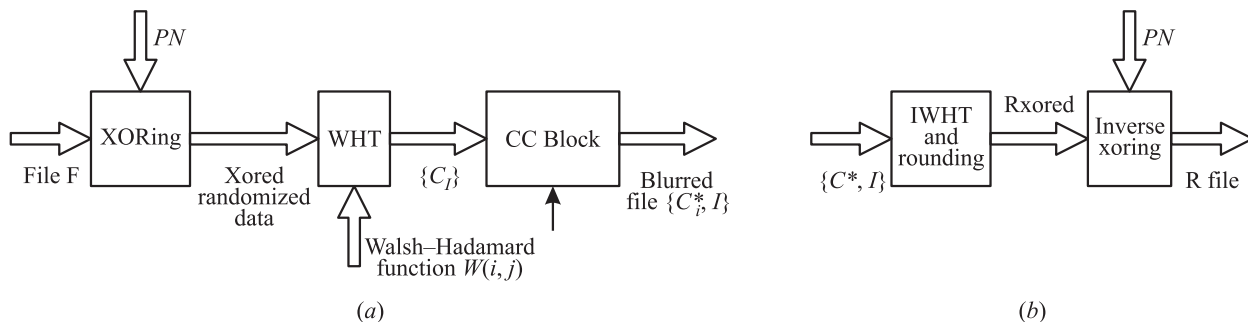 PN
XORing
File F
Xored
randomized
data
WHT
{C_I}
CC Block
Blurred
file {C*_i, I}
Walsh–Hadamard
function W(i, j)
(a)
{C*, I}
IWHT
and
rounding
Rxored
PN
Inverse
xoring
R file
(b)